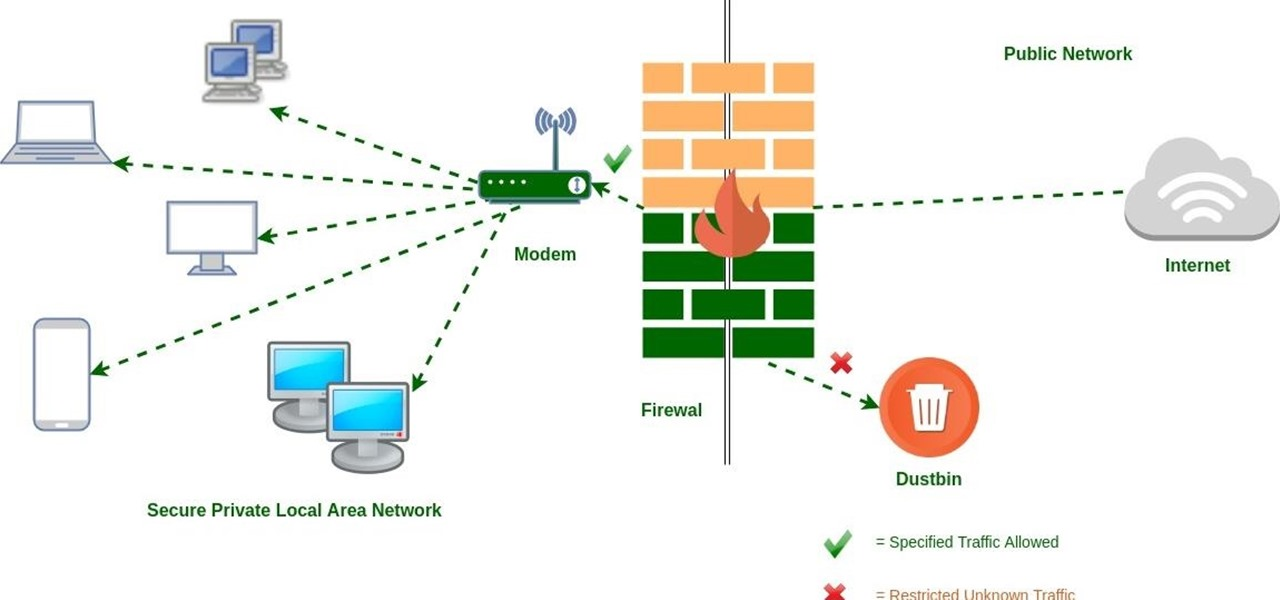 Public Network
Modem
Internet
Firewal
Dustbin
Secure Private Local Area Network
= Specified Traffic Allowed
= Restricted Unknown Traffic